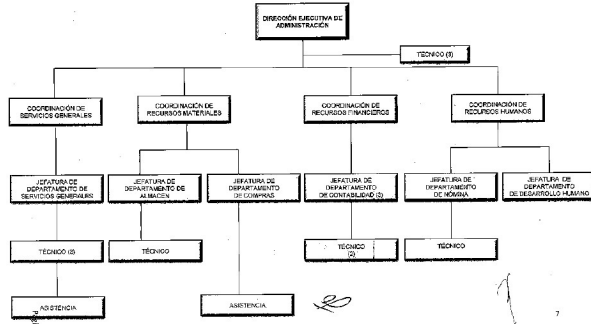 DIRECCIÓN EJECUTIVA DE
ADMINISTRACIÓN
TÉCNICO (3)
COORDINACIÓN DE
SERVICIOS GENERALES
COORDINACIÓN DE
RECURSOS MATERIALES
COORDINACIÓN DE
RECURSOS FINANCIEROS
COORDINACIÓN DE
RECURSOS HUMANOS
JEFATURA DE
DEPARTAMENTO DE
SERVICIOS GENERALES
JEFATURA DE
DEPARTAMENTO DE
ALMACÉN
JEFATURA DE
DEPARTAMENTO
DE COMPRAS
JEFATURA DE
DEPARTAMENTO
DE CONTABILIDAD (2)
JEFATURA DE
DEPARTAMENTO
DE NÓMINA
JEFATURA DE
DEPARTAMENTO
DE DESARROLLO HUMANO
TÉCNICO (2)
TÉCNICO
TÉCNICO
(2)
TÉCNICO
ASISTENCIA
ASISTENCIA
7